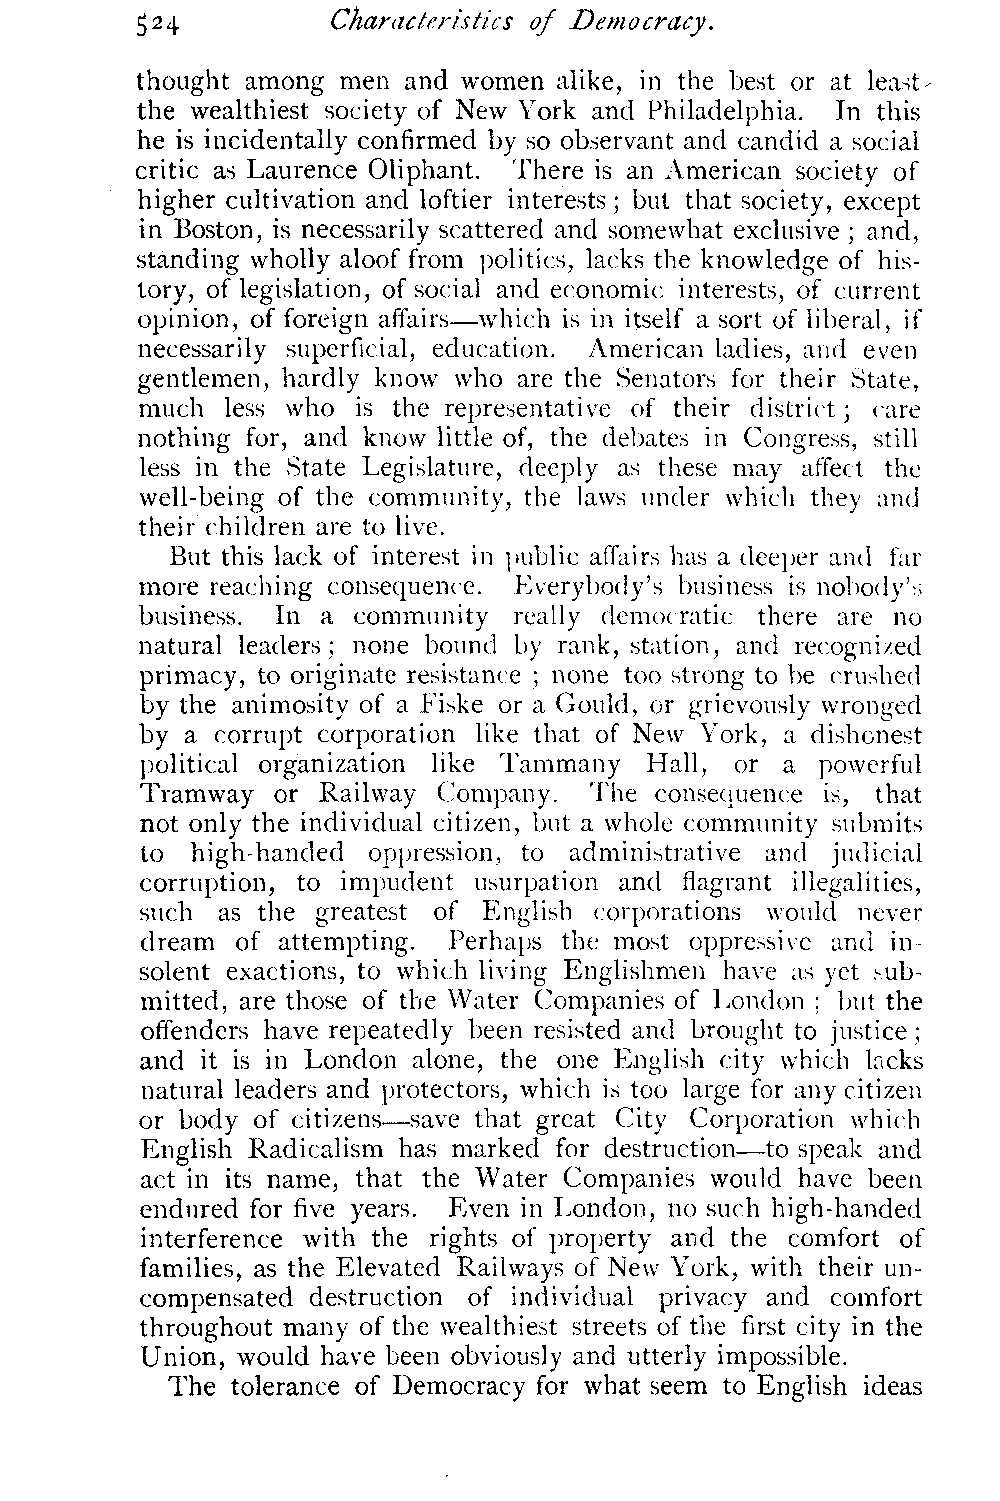 524 Characteristics of Democracy.
thought among men and women alike, in the best or at least
the wealthiest society of New York and Philadelphia. In this
he is incidentally confirmed by so observant and candid a social
critic as Laurence Oliphant. There is an American society of
higher cultivation and loftier interests ; but that society, except
in Boston, is necessarily scattered and somewhat exclusive ; and,
standing wholly aloof from politics, lacks the knowledge of his-
tory, of legislation, of social and economic interests, of current
opinion, of foreign affairs—which is in itself a sort of liberal, if
necessarily superficial, education. American ladies, and even
gentlemen, hardly know who are the Senators for their State,
much less who is the representative of their district ; care
nothing for, and know little of, the debates in Congress, still
less in the State Legislature, deeply as these may affect the
well-being of the community, the laws under which they and
their children are to live.
But this lack of interest in public affairs has a deeper and far
more reaching consequence. Everybody's business is nobody's
business. In a community really democratic there are no
natural leaders ; none bound by rank, station, and recognized
primacy, to originate resistance ; none too strong to be crushed
by the animosity of a Fiske or a Gould, or grievously wronged
by a corrupt corporation like that of New York, a dishonest
political organization like Tammany Hall, or a powerful
Tramway or Railway Company. The consequence is, that
not only the individual citizen, but a whole community submits
to high-handed oppression, to administrative and judicial
corruption, to impudent usurpation and flagrant illegalities,
such as the greatest of English corporations would never
dream of attempting. Perhaps the most oppressive and in-
solent exactions, to which living Englishmen have as yet sub-
mitted, are those of the Water Companies of London ; but the
offenders have repeatedly been resisted and brought to justice ;
and it is in London alone, the one English city which lacks
natural leaders and protectors, which is too large for any citizen
or body of citizens—save that great City Corporation which
English Radicalism has marked for destruction—to speak and
act in its name, that the Water Companies would have been
endured for five years. Even in London, no such high-handed
interference with the rights of property and the comfort of
families, as the Elevated Railways of New York, with their un-
compensated destruction of individual privacy and comfort
throughout many of the wealthiest streets of the first city in the
Union, would have been obviously and utterly impossible.
The tolerance of Democracy for what seem to English ideas